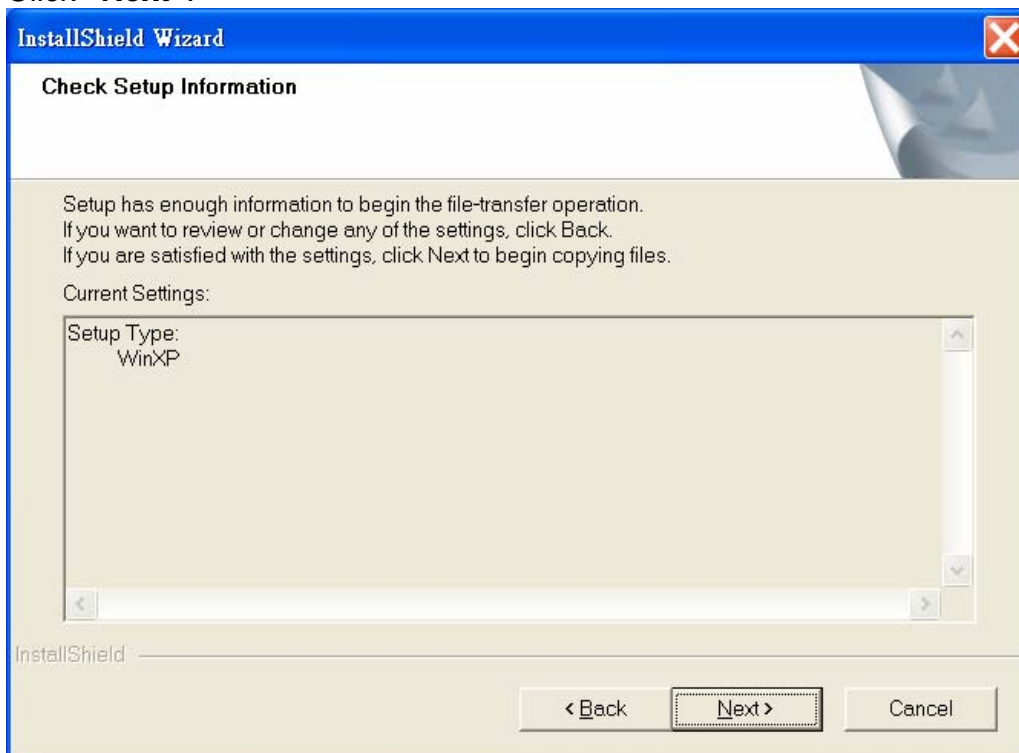 Click "Next".
InstallShield Wizard
Check Setup Information
Setup has enough information to begin the file-transfer operation.
If you want to review or change any of the settings, click Back.
If you are satisfied with the settings, click Next to begin copying files.
Current Settings:
Setup Type:
WinXP
InstallShield
< Back Next > Cancel